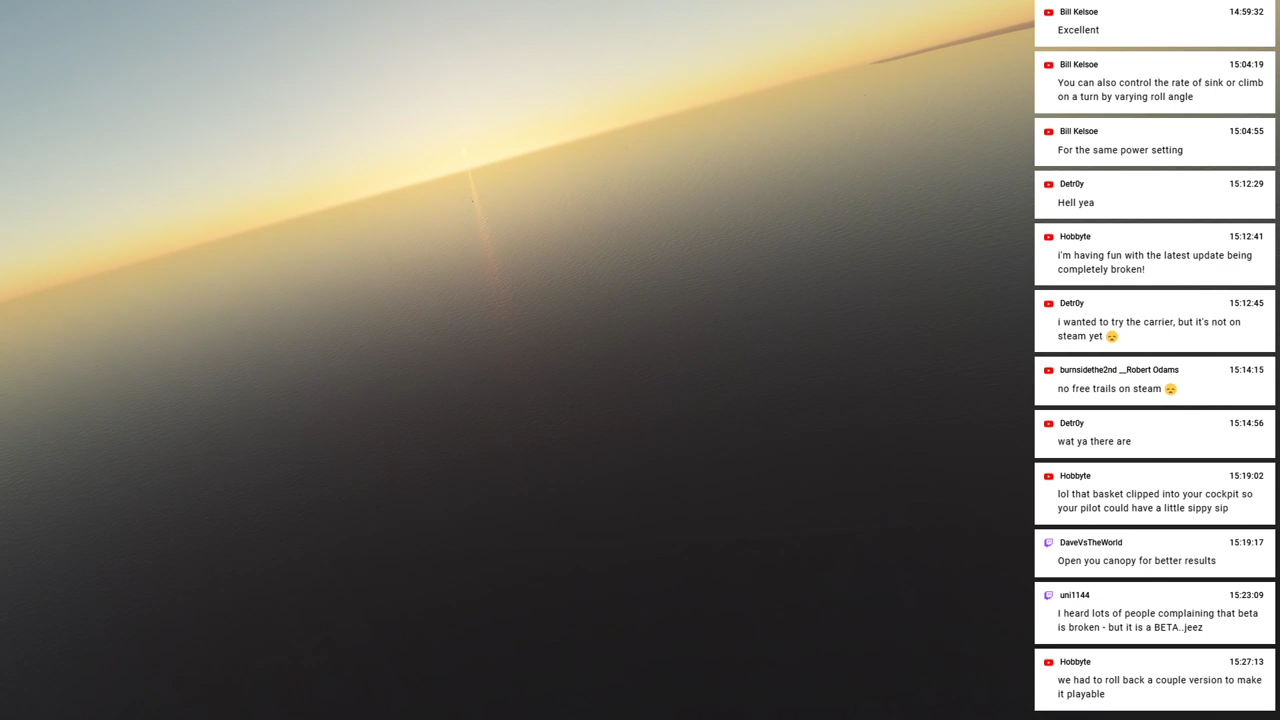 Bill Kelsoe 14:59:32
Excellent
Bill Kelsoe 15:04:19
You can also control the rate of sink or climb
on a turn by varying roll angle
Bill Kelsoe 15:04:55
For the same power setting
Detr0y 15:12:29
Hell yea
Hobbyte 15:12:41
i'm having fun with the latest update being
completely broken!
Detr0y 15:12:45
i wanted to try the carrier, but it's not on
steam yet 😞
burnsidethe2nd __Robert Odams 15:14:15
no free trails on steam 😞
Detr0y 15:14:56
wat ya there are
Hobbyte 15:19:02
lol that basket clipped into your cockpit so
your pilot could have a little sippy sip
DaveVsTheWorld 15:19:17
Open you canopy for better results
uni1144 15:23:09
I heard lots of people complaining that beta
is broken - but it is a BETA..jeez
Hobbyte 15:27:13
we had to roll back a couple version to make
it playable